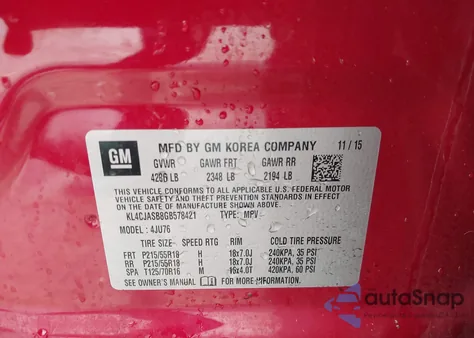 GM
MFD BY GM KOREA COMPANY 11 / 15
GVWR GAWR FRT GAWR RR
4286 LB 2348 LB 2194 LB
THIS VEHICLE CONFORMS TO ALL APPLICABLE U.S. FEDERAL MOTOR
VEHICLE SAFETY, BUMPER, AND THEFT PREVENTION STANDARDS IN
EFFECT ON THE DATE OF MANUFACTURE SHOWN ABOVE.
KL4CJASB8GB578421 TYPE: MPV
MODEL: 4JU76
TIRE SIZE SPEED RTG RIM COLD TIRE PRESSURE
FRT P215/55R18 H 18x7.0J 240KPA, 35 PSI
RR P215/55R18 H 18x7.0J 240KPA, 35 PSI
SPA T125/70R16 M 16x4.0T 420KPA, 60 PSI
SEE OWNER'S MANUAL FOR MORE INFORMATION.
autoSnap